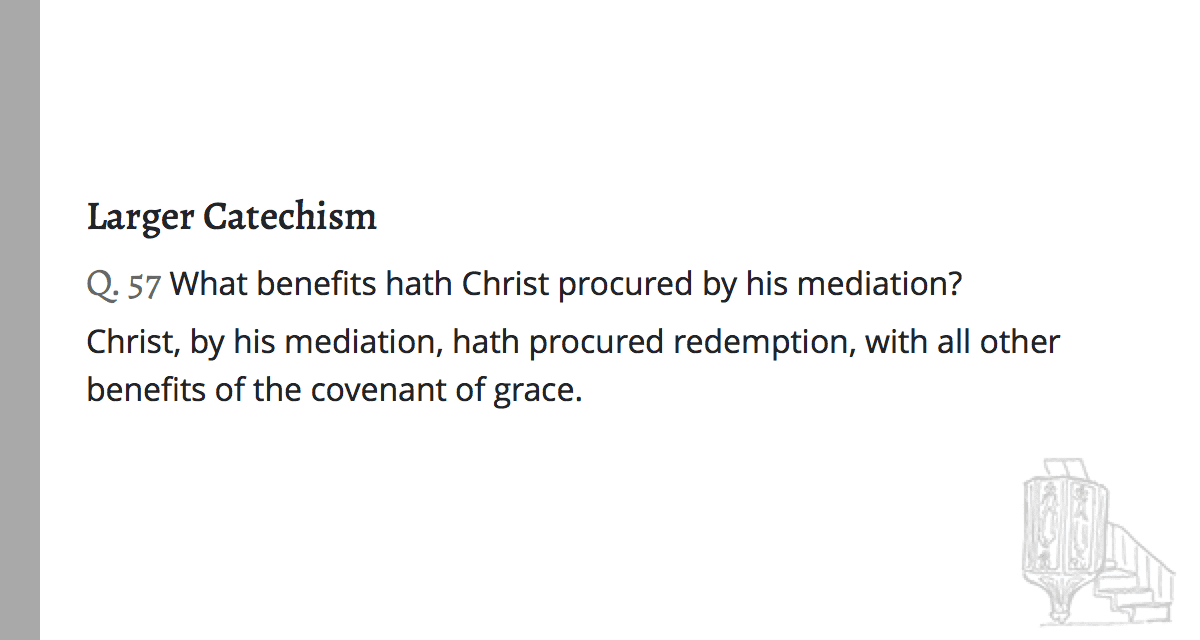 Larger Catechism
Q. 57 What benefits hath Christ procured by his mediation?
Christ, by his mediation, hath procured redemption, with all other
benefits of the covenant of grace.